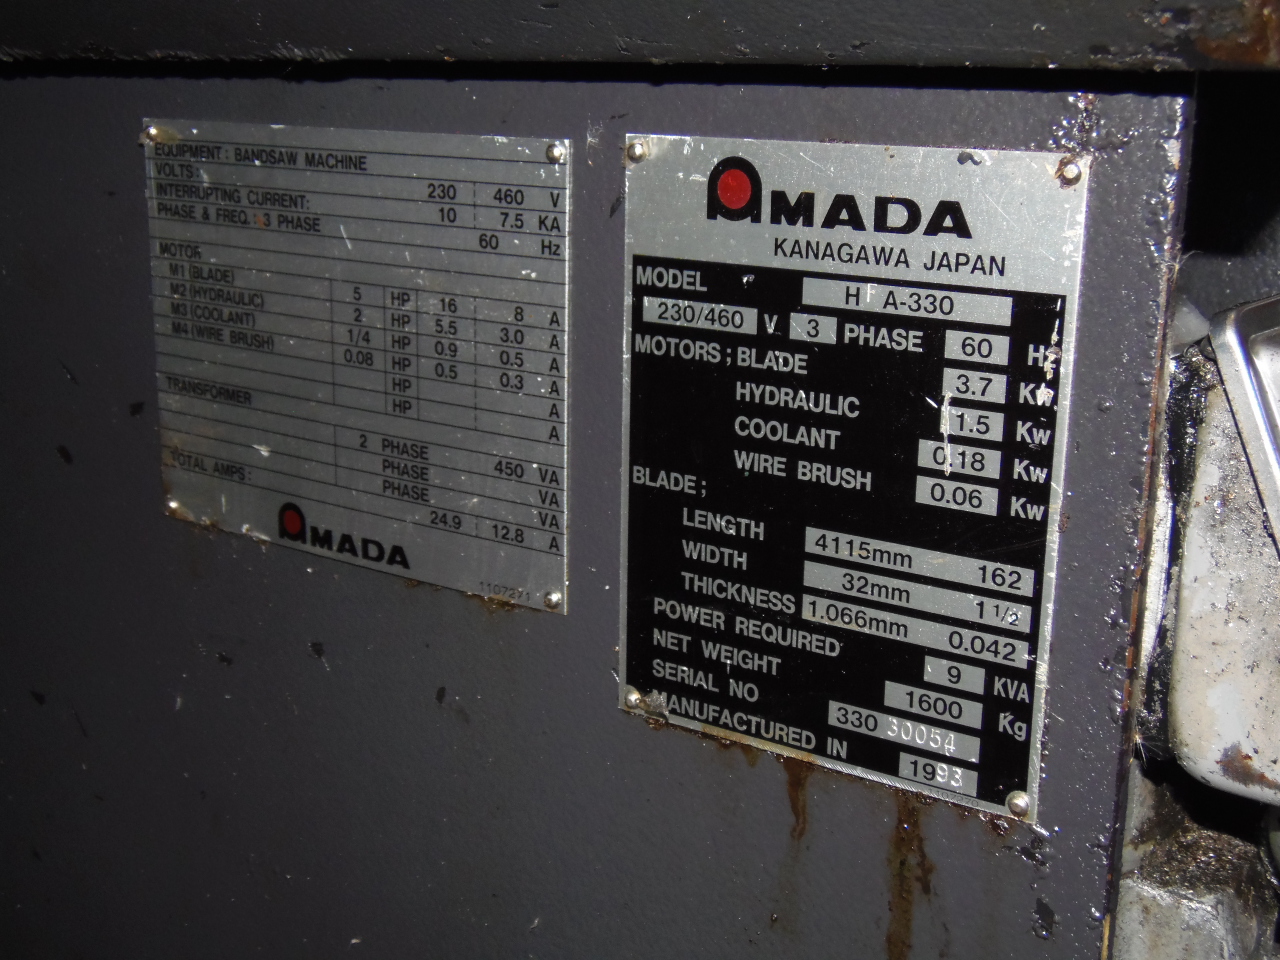 EQUIPMENT: BANDSAW MACHINE
VOLTS: 230 460 V
INTERRUPTING CURRENT: 10 7.5 KA
PHASE & FREQ.: 3 PHASE 60 Hz
MOTOR
M1 (BLADE) 5 HP 16 8 A
M2 (HYDRAULIC) 2 HP 5.5 3.0 A
M3 (COOLANT) 1/4 HP 0.9 0.5 A
M4 (WIRE BRUSH) 0.08 HP 0.5 0.3 A
HP A
HP A
TRANSFORMER
2 PHASE 450 VA
PHASE VA
PHASE VA
TOTAL AMPS: 24.9 12.8 A
AMADA
1107271
AMADA
KANAGAWA JAPAN
MODEL HFA-330
230/460 V 3 PHASE 60 Hz
MOTORS; BLADE 3.7 Kw
HYDRAULIC 1.5 Kw
COOLANT 0.18 Kw
WIRE BRUSH 0.06 Kw
BLADE;
LENGTH 4115mm 162
WIDTH 32mm 1 1/2
THICKNESS 1.066mm 0.042
POWER REQUIRED 9 KVA
NET WEIGHT 1600 Kg
SERIAL NO 330 30054
MANUFACTURED IN 1993